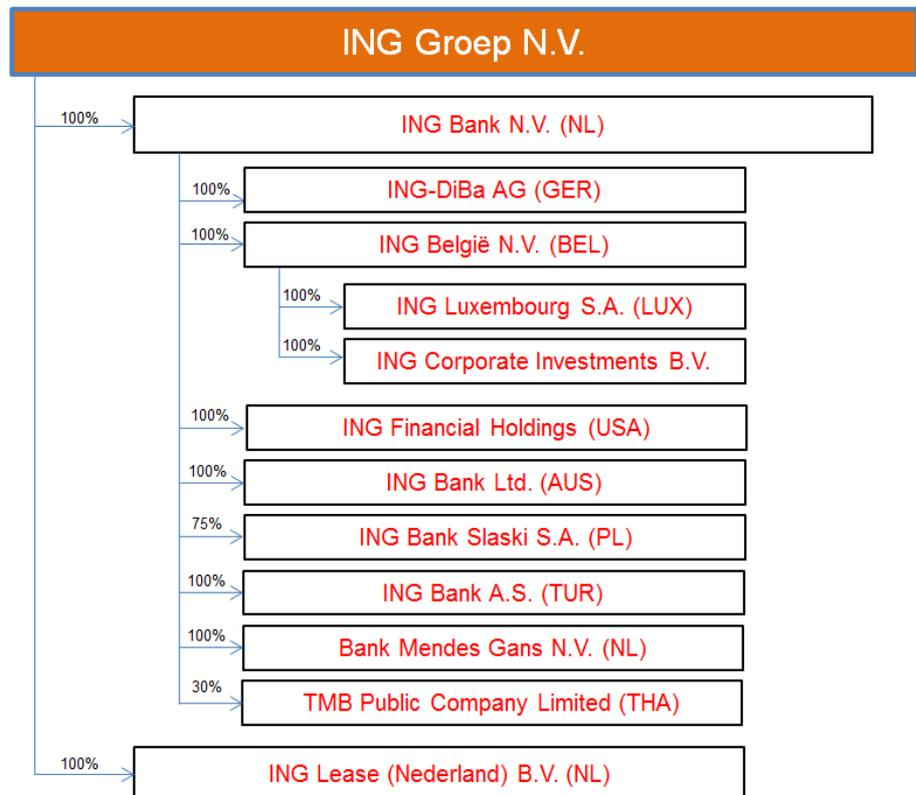 ING Groep N.V.
100%
ING Bank N.V. (NL)
100%
ING-DiBa AG (GER)
100%
ING België N.V. (BEL)
100%
ING Luxembourg S.A. (LUX)
100%
ING Corporate Investments B.V.
100%
ING Financial Holdings (USA)
100%
ING Bank Ltd. (AUS)
75%
ING Bank Slaski S.A. (PL)
100%
ING Bank A.S. (TUR)
100%
Bank Mendes Gans N.V. (NL)
30%
TMB Public Company Limited (THA)
100%
ING Lease (Nederland) B.V. (NL)